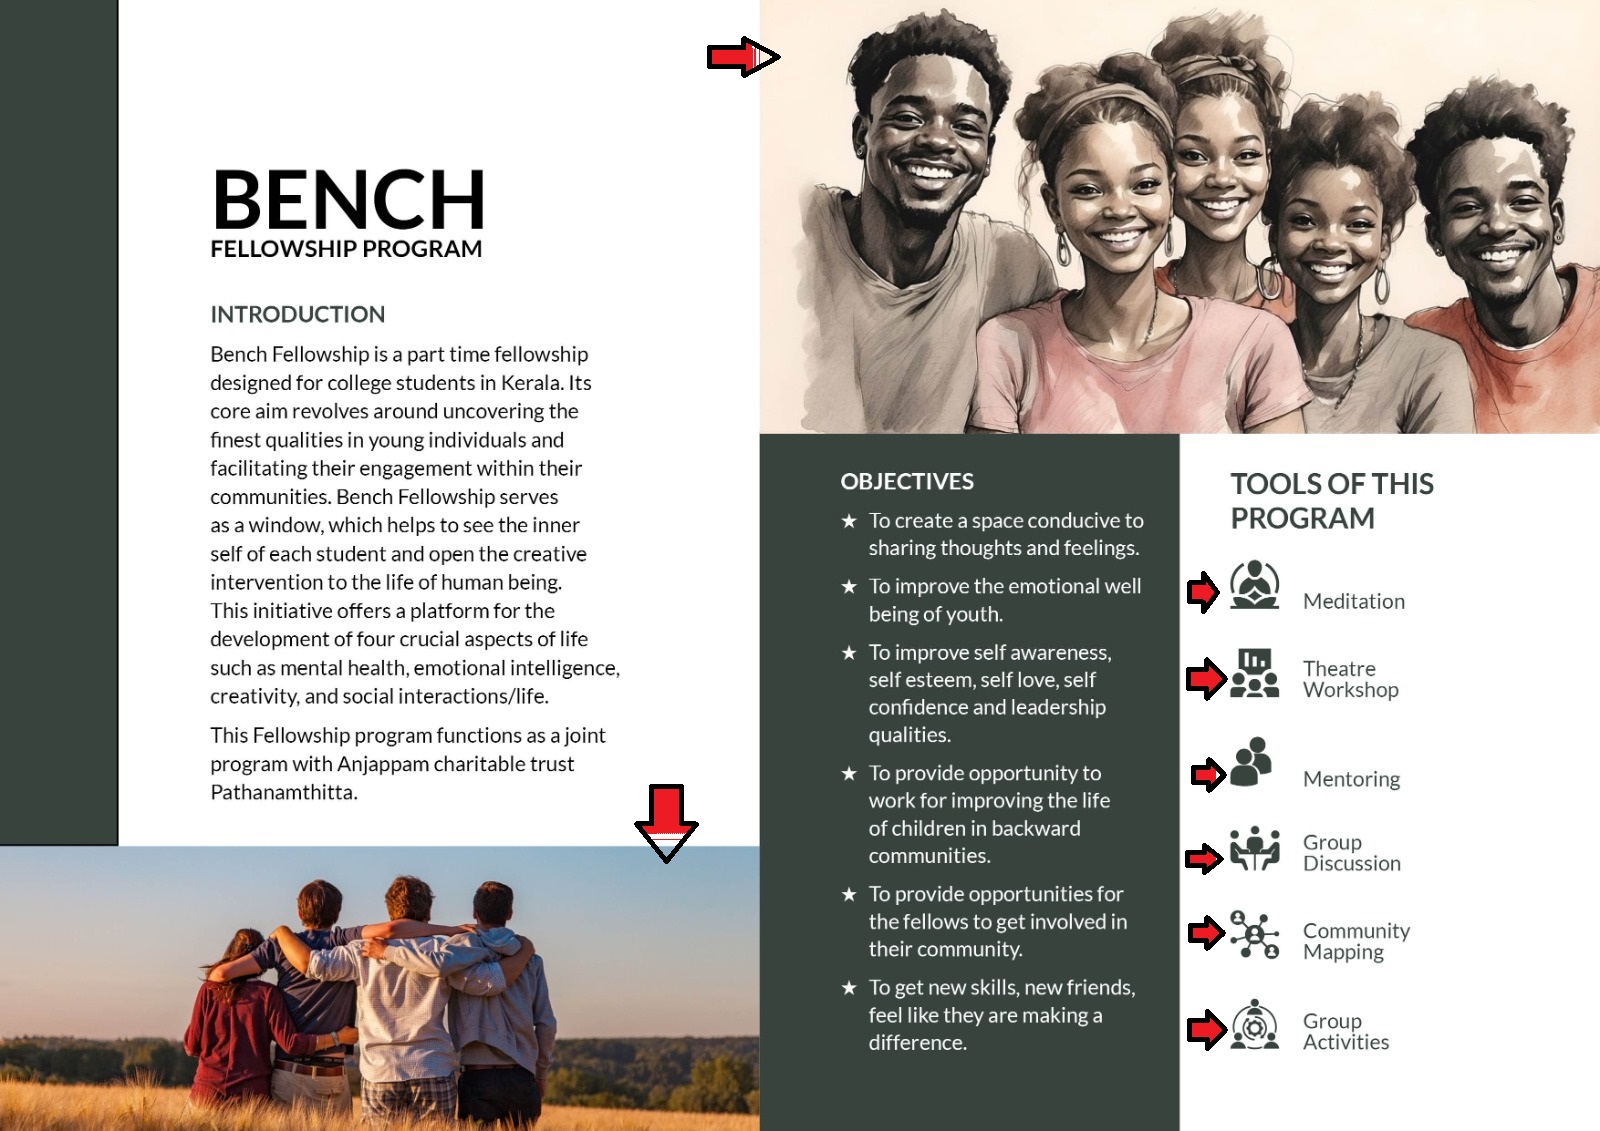 BENCH
FELLOWSHIP PROGRAM
INTRODUCTION
Bench Fellowship is a part time fellowship
designed for college students in Kerala. Its
core aim revolves around uncovering the
finest qualities in young individuals and
facilitating their engagement within their
communities. Bench Fellowship serves
as a window, which helps to see the inner
self of each student and open the creative
intervention to the life of human being.
This initiative offers a platform for the
development of four crucial aspects of life
such as mental health, emotional intelligence,
creativity, and social interactions/life.
This Fellowship program functions as a joint
program with Anjappam charitable trust
Pathanamthitta.
OBJECTIVES
★ To create a space conducive to
sharing thoughts and feelings.
★ To improve the emotional well
being of youth.
★ To improve self awareness,
self esteem, self love, self
confidence and leadership
qualities.
★ To provide opportunity to
work for improving the life
of children in backward
communities.
★ To provide opportunities for
the fellows to get involved in
their community.
★ To get new skills, new friends,
feel like they are making a
difference.
TOOLS OF THIS
PROGRAM
Meditation
Theatre
Workshop
Mentoring
Group
Discussion
Community
Mapping
Group
Activities